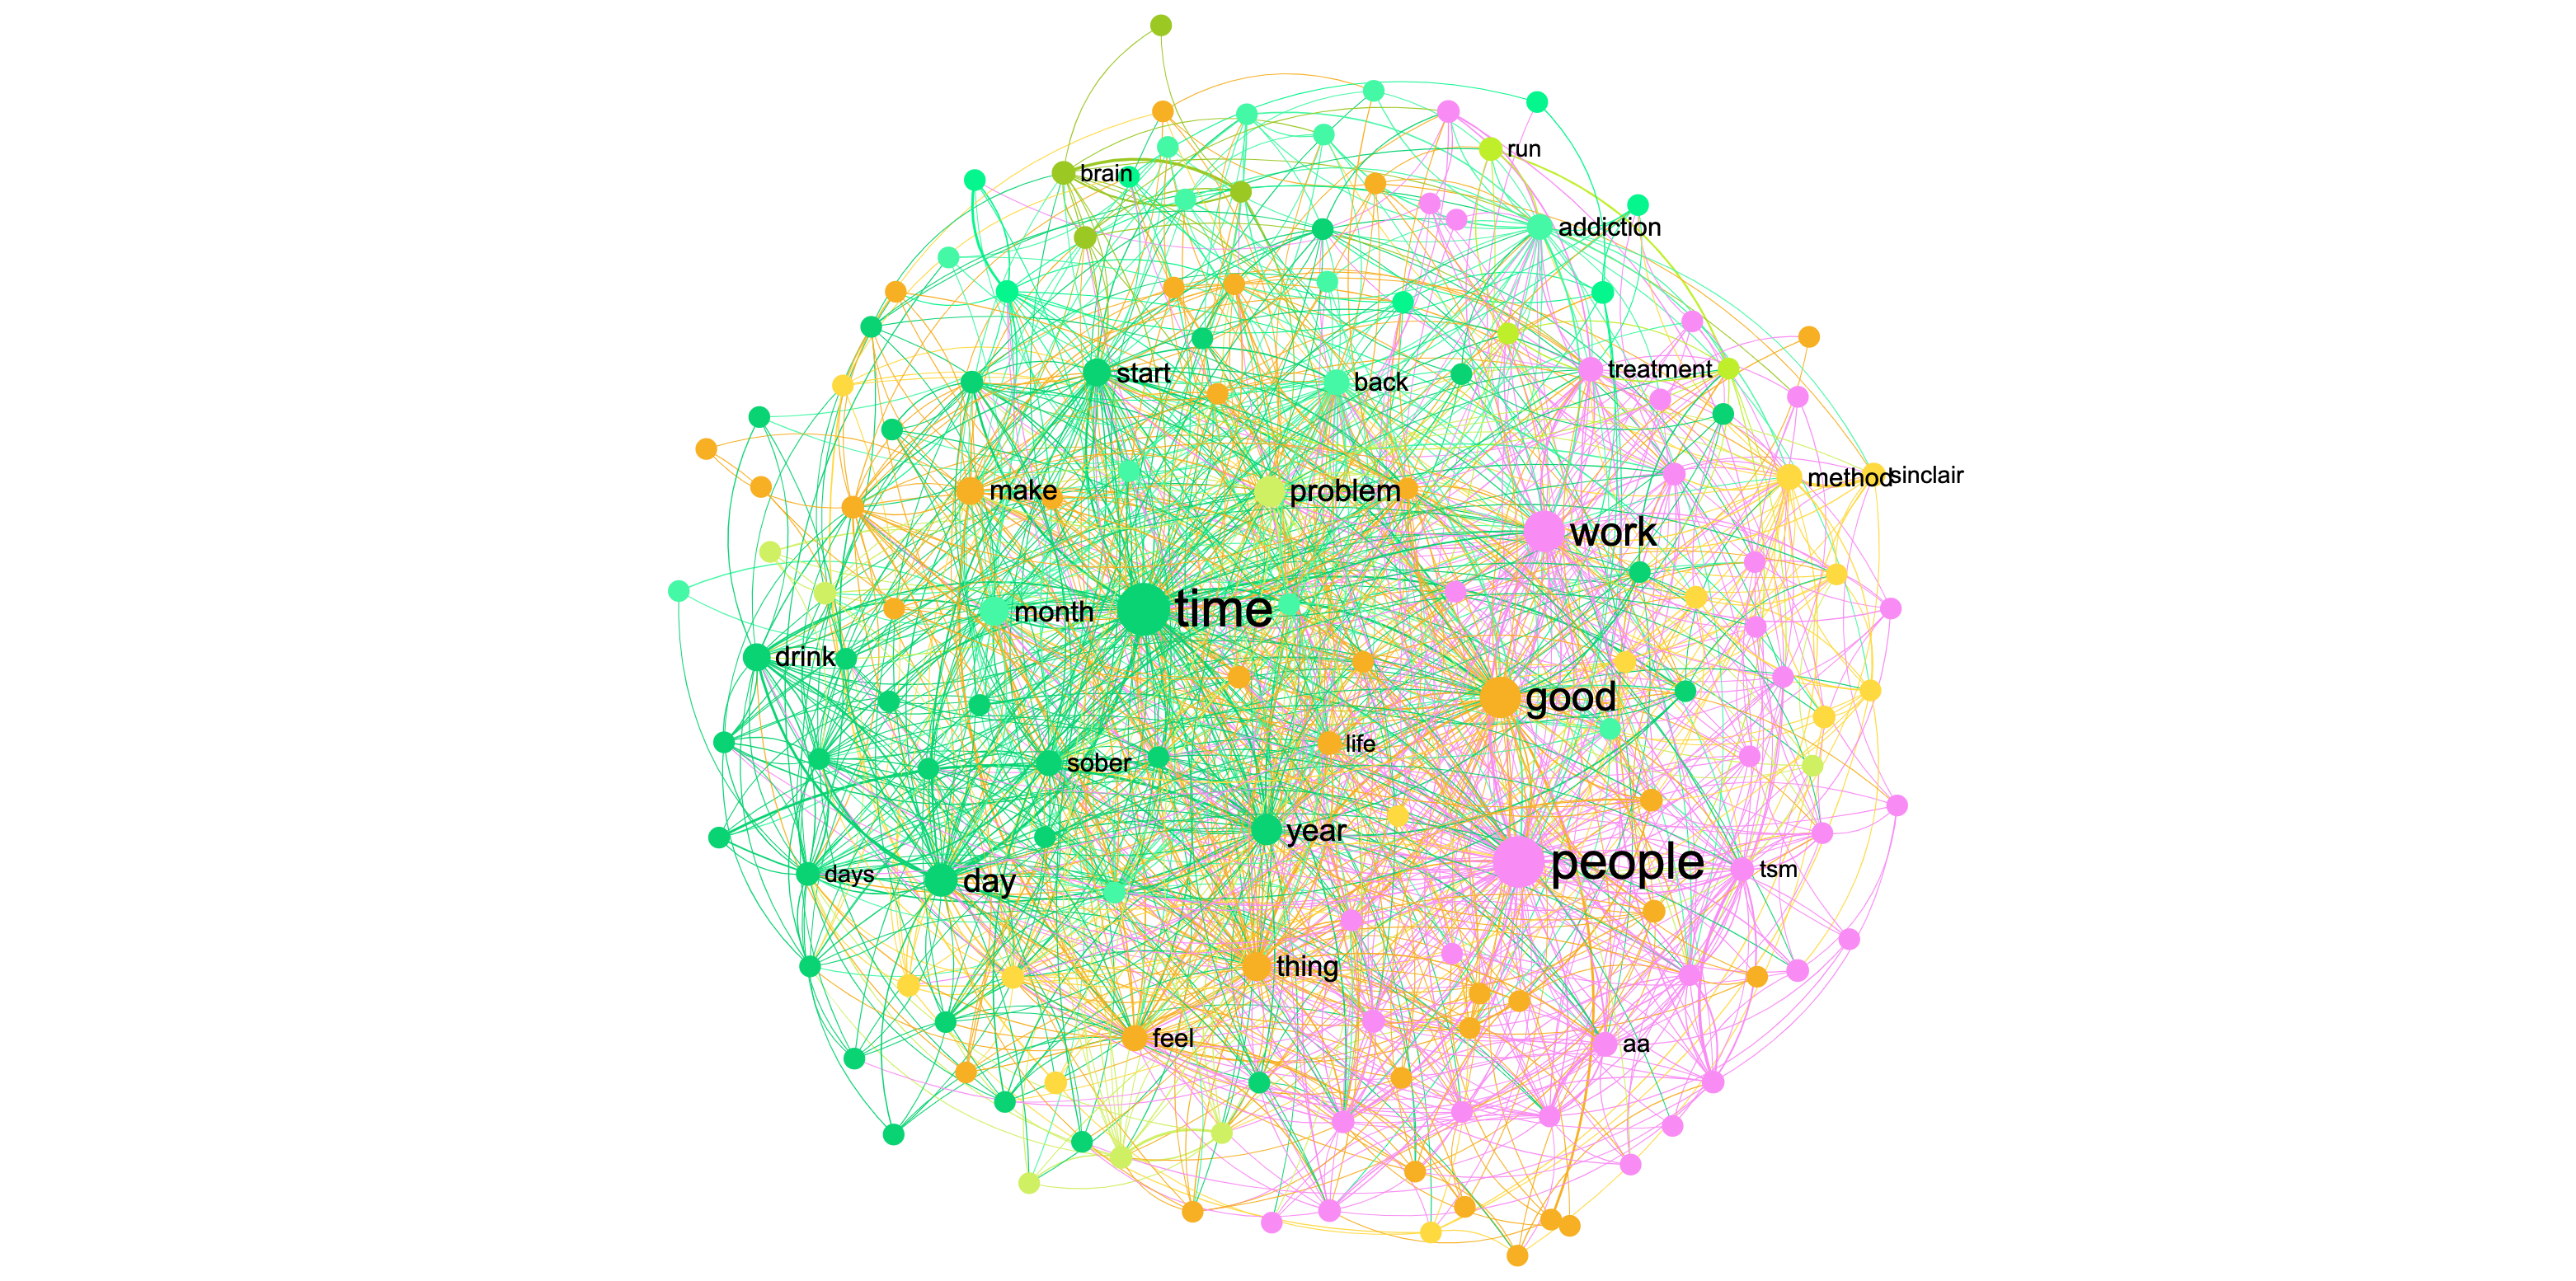 run
brain
addiction
treatment
start
back
method
sinclair
make
problem
work
time
month
drink
good
life
sober
year
people
tsm
days
day
thing
feel
aa